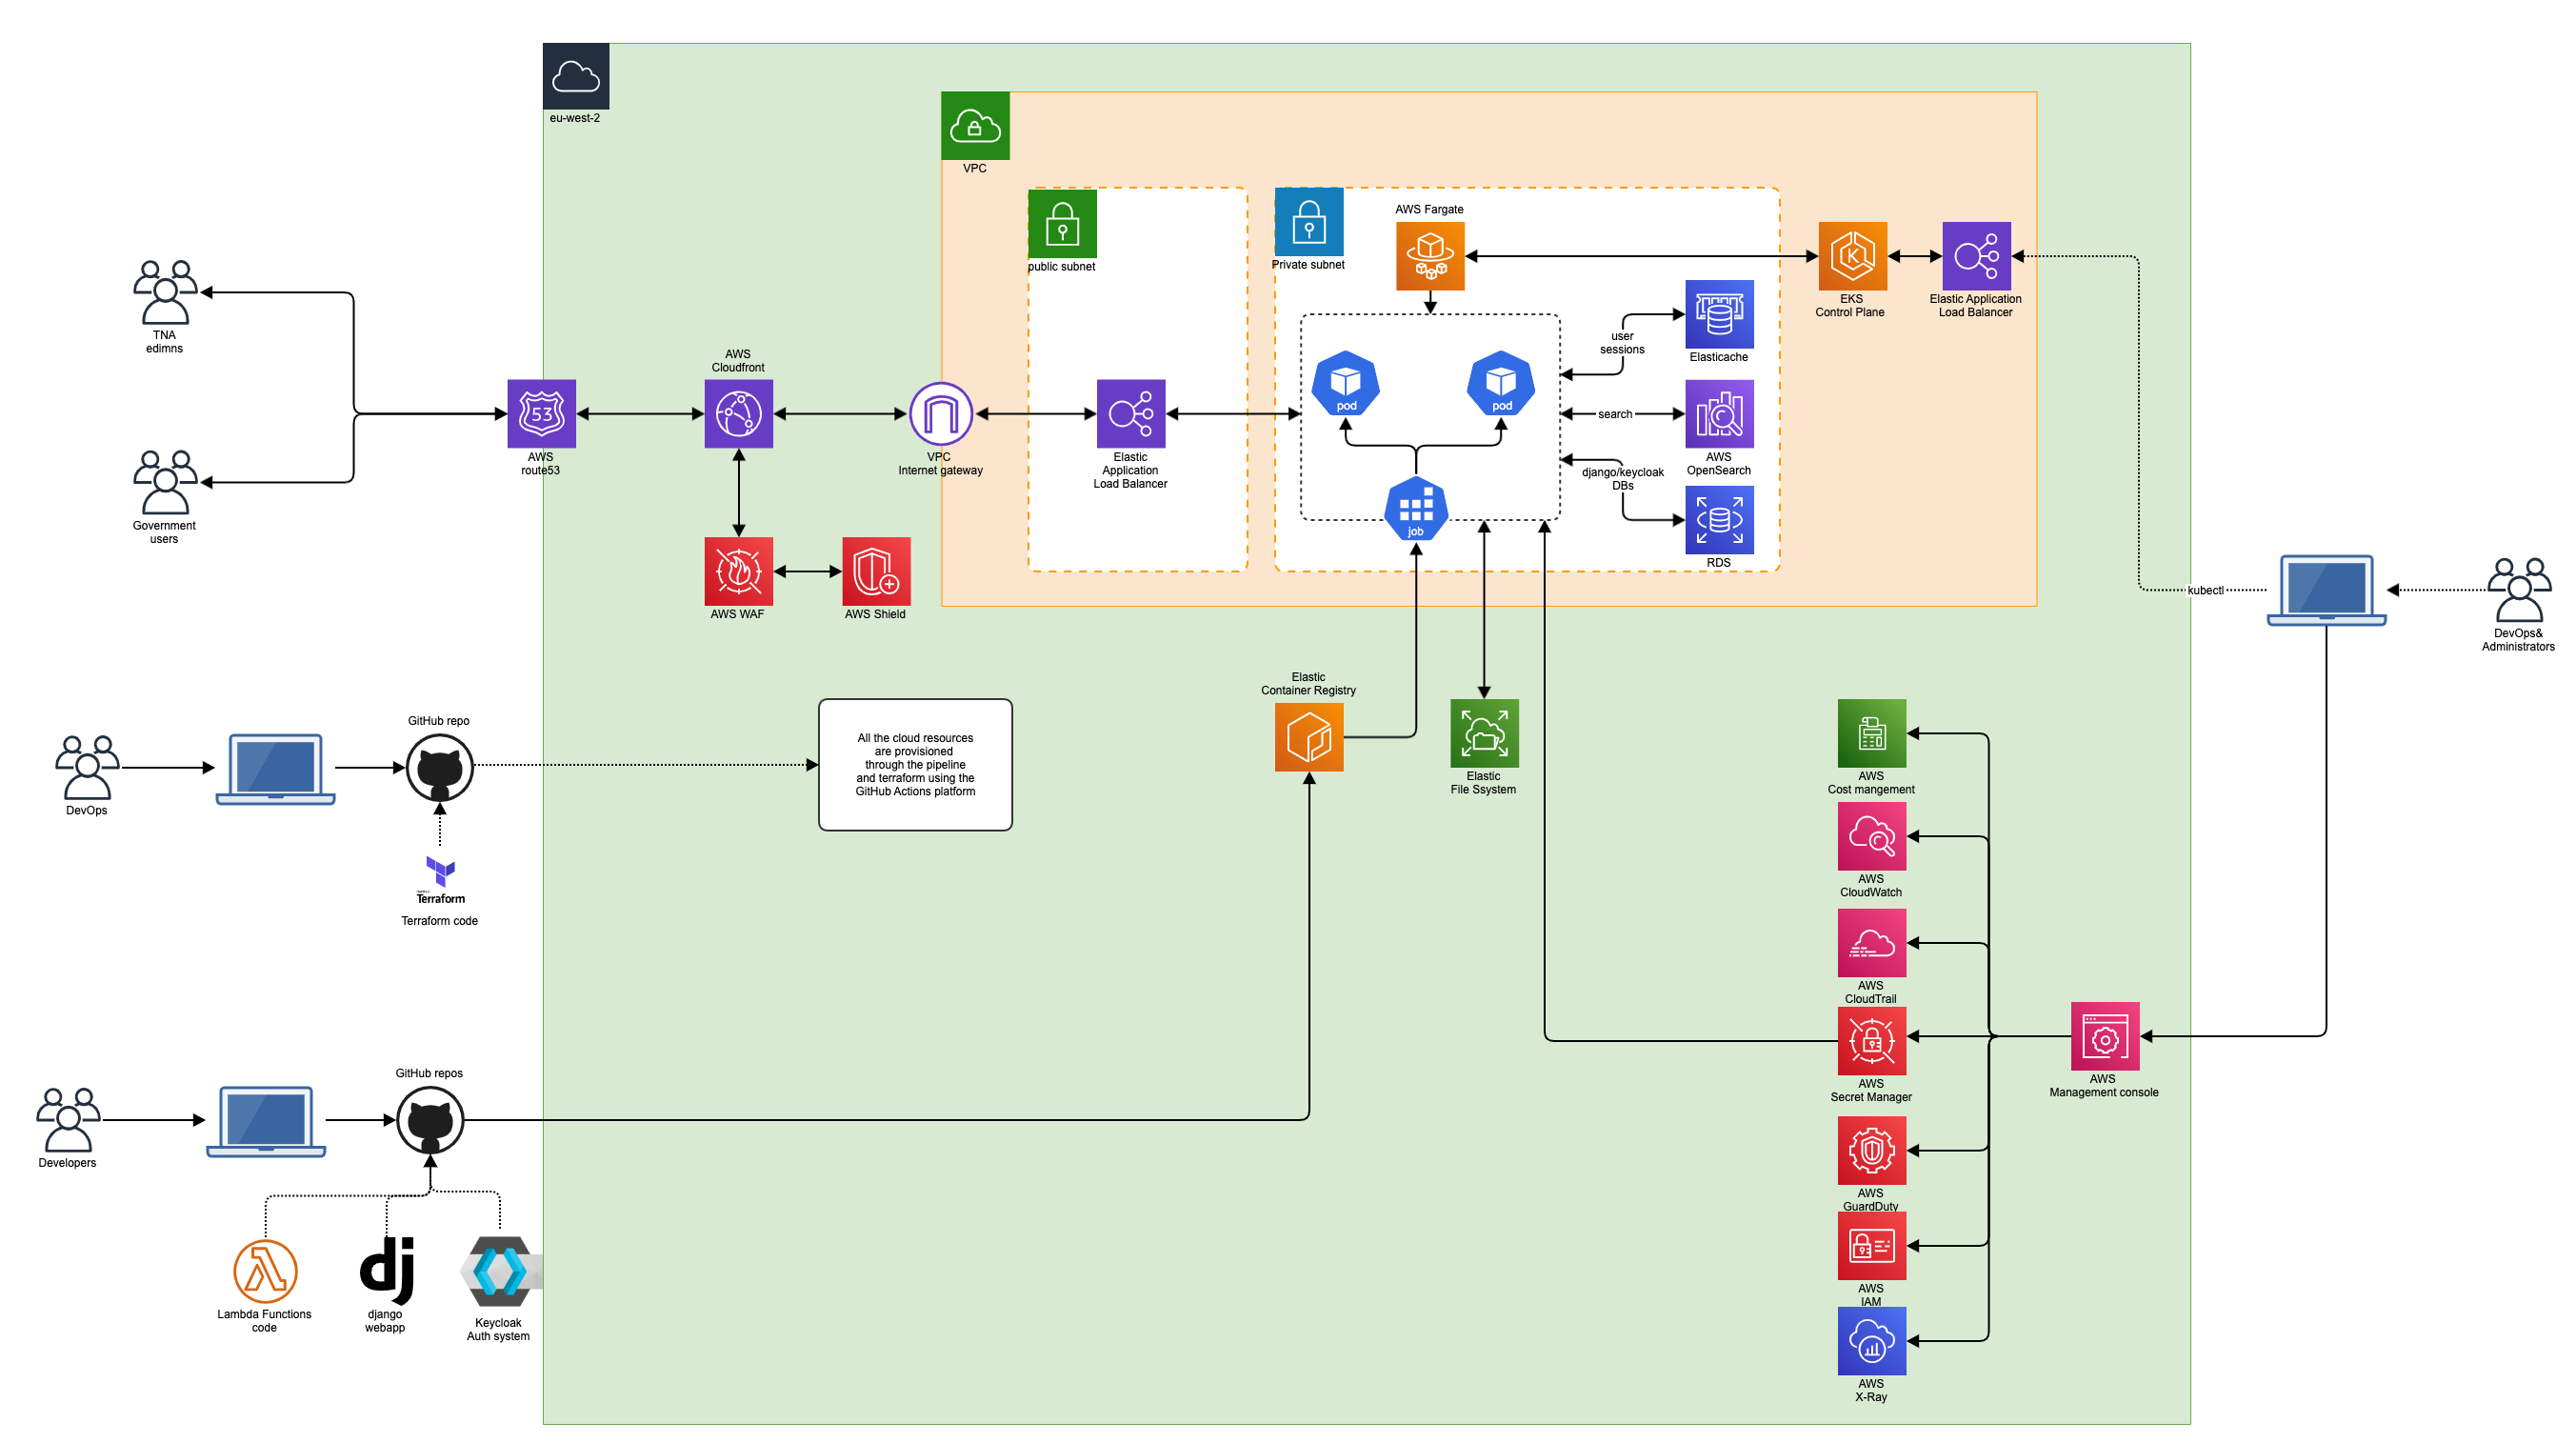 eu-west-2
VPC
public subnet
Private subnet
AWS Fargate
EKS
Control Plane
Elastic Application
Load Balancer
user
sessions
Elasticache
search
AWS
OpenSearch
django/keycloak
DBs
RDS
pod
pod
job
TNA
edimns
Government
users
AWS
route53
53
AWS
Cloudfront
VPC
Internet gateway
Elastic
Application
Load Balancer
AWS WAF
AWS Shield
kubectl
DevOps&
Administrators
DevOps
GitHub repo
Terraform
Terraform code
All the cloud resources
are provisioned
through the pipeline
and terraform using the
GitHub Actions platform
Elastic
Container Registry
Elastic
File Ssystem
AWS
Cost mangement
AWS
CloudWatch
AWS
CloudTrail
AWS
Secret Manager
AWS
GuardDuty
AWS
IAM
AWS
X-Ray
AWS
Management console
Developers
GitHub repos
Lambda Functions
code
dj
django
webapp
Keycloak
Auth system